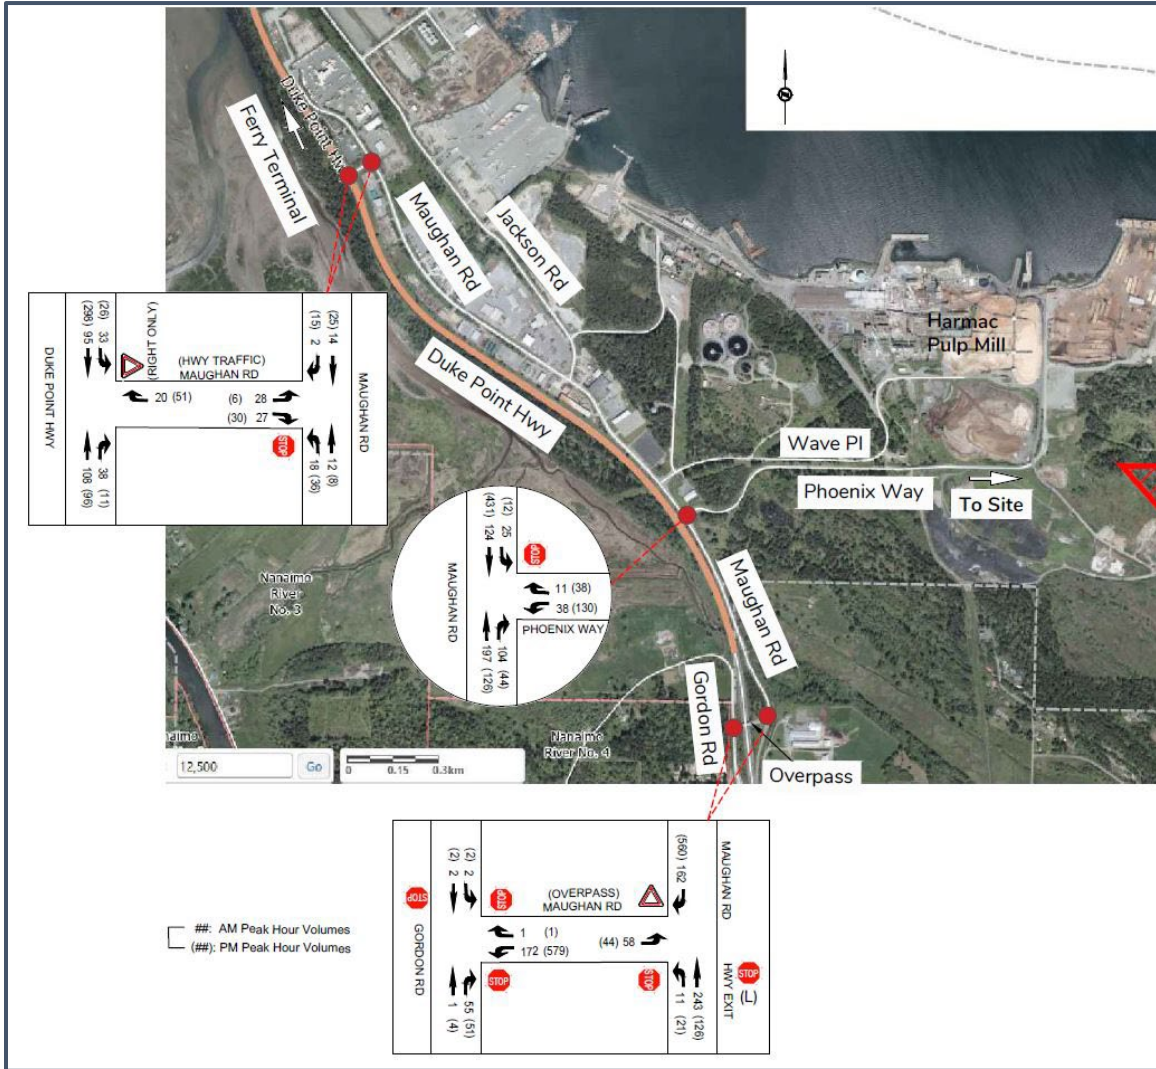 Duke Point Hwy
Ferry Terminal
Maughan Rd
Jackson Rd
Harmac
Pulp Mill
Duke Point Hwy
Wave Pl
Phoenix Way
To Site
Maughan Rd
Gordon Rd
Overpass
Nanaimo
River
No. 3
Nanaimo
River No. 4
12,500
Go
0 0.15 0.3km
DUKE POINT HWY
(298) 95
(26) 33
(RIGHT ONLY)
(HWY TRAFFIC)
MAUGHAN RD
20 (51)
(6) 28
(30) 27
STOP
(15) 2
(25) 14
MAUGHAN RD
108 (96)
38 (11)
18 (36)
12 (8)
MAUGHAN RD
(431) 124
(12) 25
STOP
11 (38)
38 (130)
PHOENIX WAY
197 (126)
104 (44)
(2) 2
(2) 2
STOP
GORDON RD
STOP
(OVERPASS)
MAUGHAN RD
(560) 162
MAUGHAN RD
1 (1)
172 (579)
(44) 58
STOP
STOP
HWY EXIT
STOP
(L)
1 (4)
55 (51)
11 (21)
243 (126)
##: AM Peak Hour Volumes
(##): PM Peak Hour Volumes